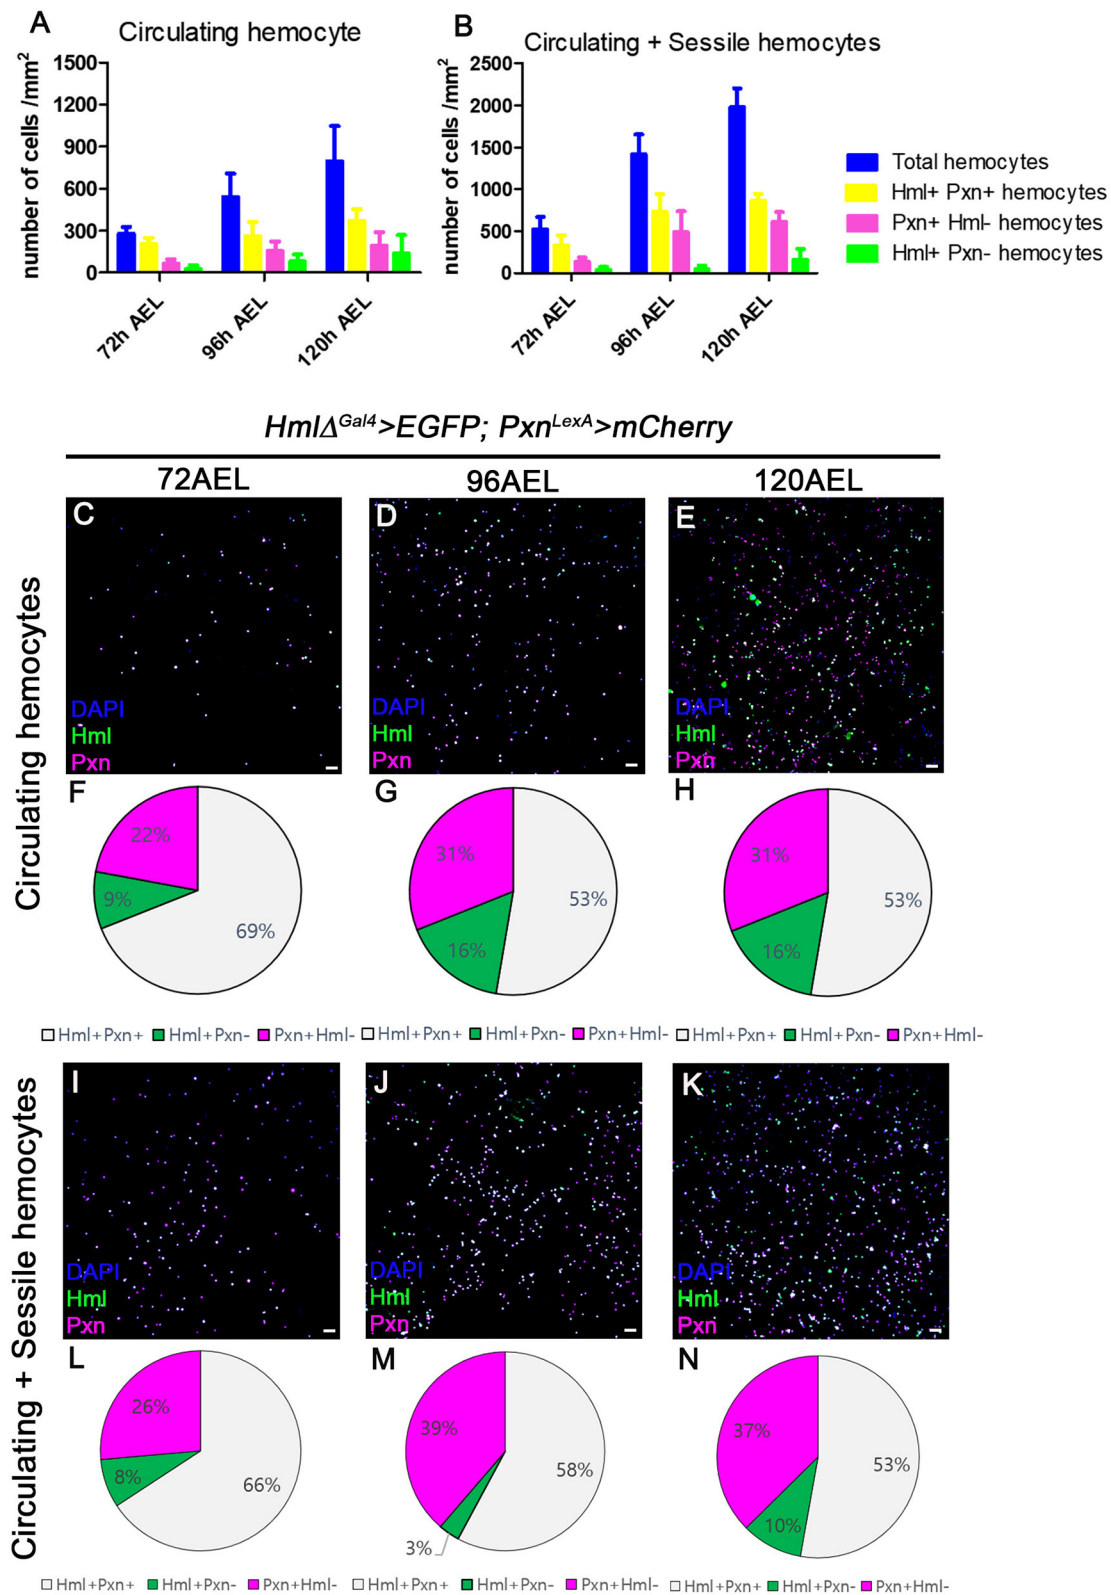 A
Circulating hemocyte
number of cells /mm²
1500
1200
900
600
300
0
72h AEL
96h AEL
120h AEL
B
Circulating + Sessile hemocytes
number of cells /mm²
2500
2000
1500
1000
500
0
72h AEL
96h AEL
120h AEL
Total hemocytes
Hml+ Pxn+ hemocytes
Pxn+ Hml- hemocytes
Hml+ Pxn- hemocytes
HmlΔGal4>EGFP; PxnLexA>mCherry
72AEL
96AEL
120AEL
Circulating hemocytes
C
DAPI
Hml
Pxn
D
DAPI
Hml
Pxn
E
DAPI
Hml
Pxn
F
22%
9%
69%
G
31%
16%
53%
H
31%
16%
53%
Hml+Pxn+ Hml+Pxn- Pxn+Hml- Hml+Pxn+ Hml+Pxn- Pxn+Hml- Hml+Pxn+ Hml+Pxn- Pxn+Hml-
Circulating + Sessile hemocytes
I
DAPI
Hml
Pxn
J
DAPI
Hml
Pxn
K
DAPI
Hml
Pxn
L
26%
8%
66%
M
39%
3%
58%
N
37%
10%
53%
Hml+Pxn+ Hml+Pxn- Pxn+Hml- Hml+Pxn+ Hml+Pxn- Pxn+Hml- Hml+Pxn+ Hml+Pxn- Pxn+Hml-